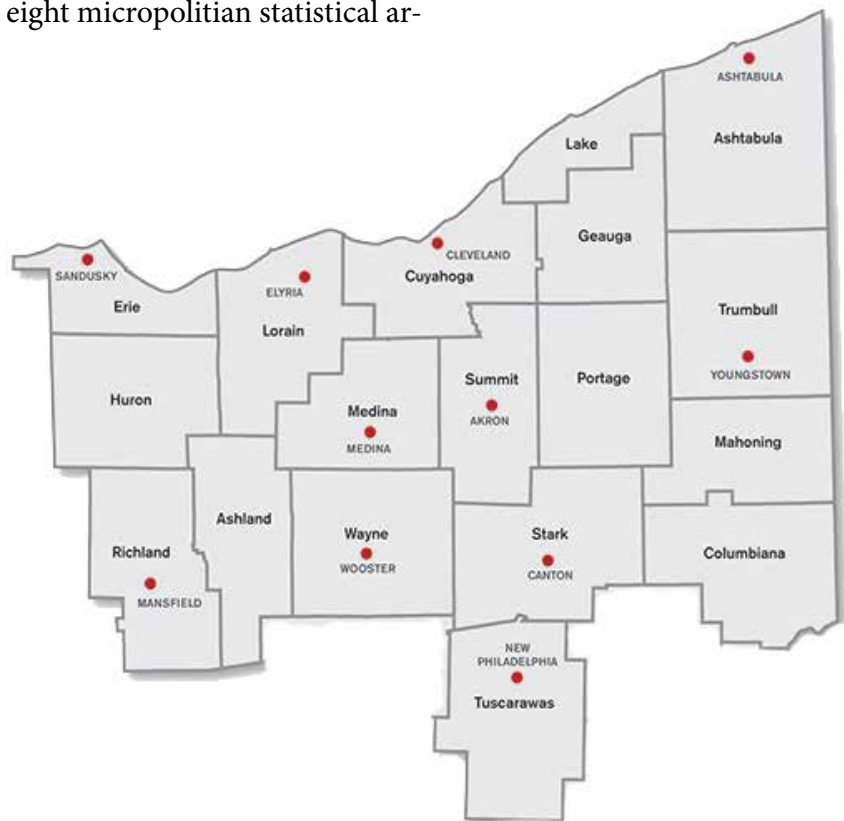 eight micropolitian statistical ar-
ASHTABULA
Ashtabula
Lake
Geauga
CLEVELAND
Cuyahoga
SANDUSKY
Erie
ELYRIA
Lorain
Trumbull
YOUNGSTOWN
Huron
Medina
MEDINA
Summit
AKRON
Portage
Mahoning
Richland
MANSFIELD
Ashland
Wayne
WOOSTER
Stark
CANTON
Columbiana
NEW
PHILADELPHIA
Tuscarawas